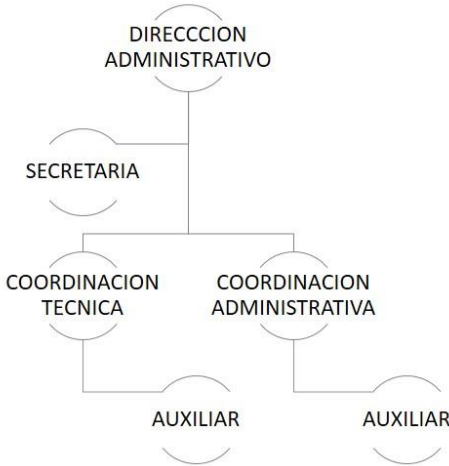 DIRECCCION
ADMINISTRATIVO
SECRETARIA
COORDINACION
TECNICA
COORDINACION
ADMINISTRATIVA
AUXILIAR
AUXILIAR